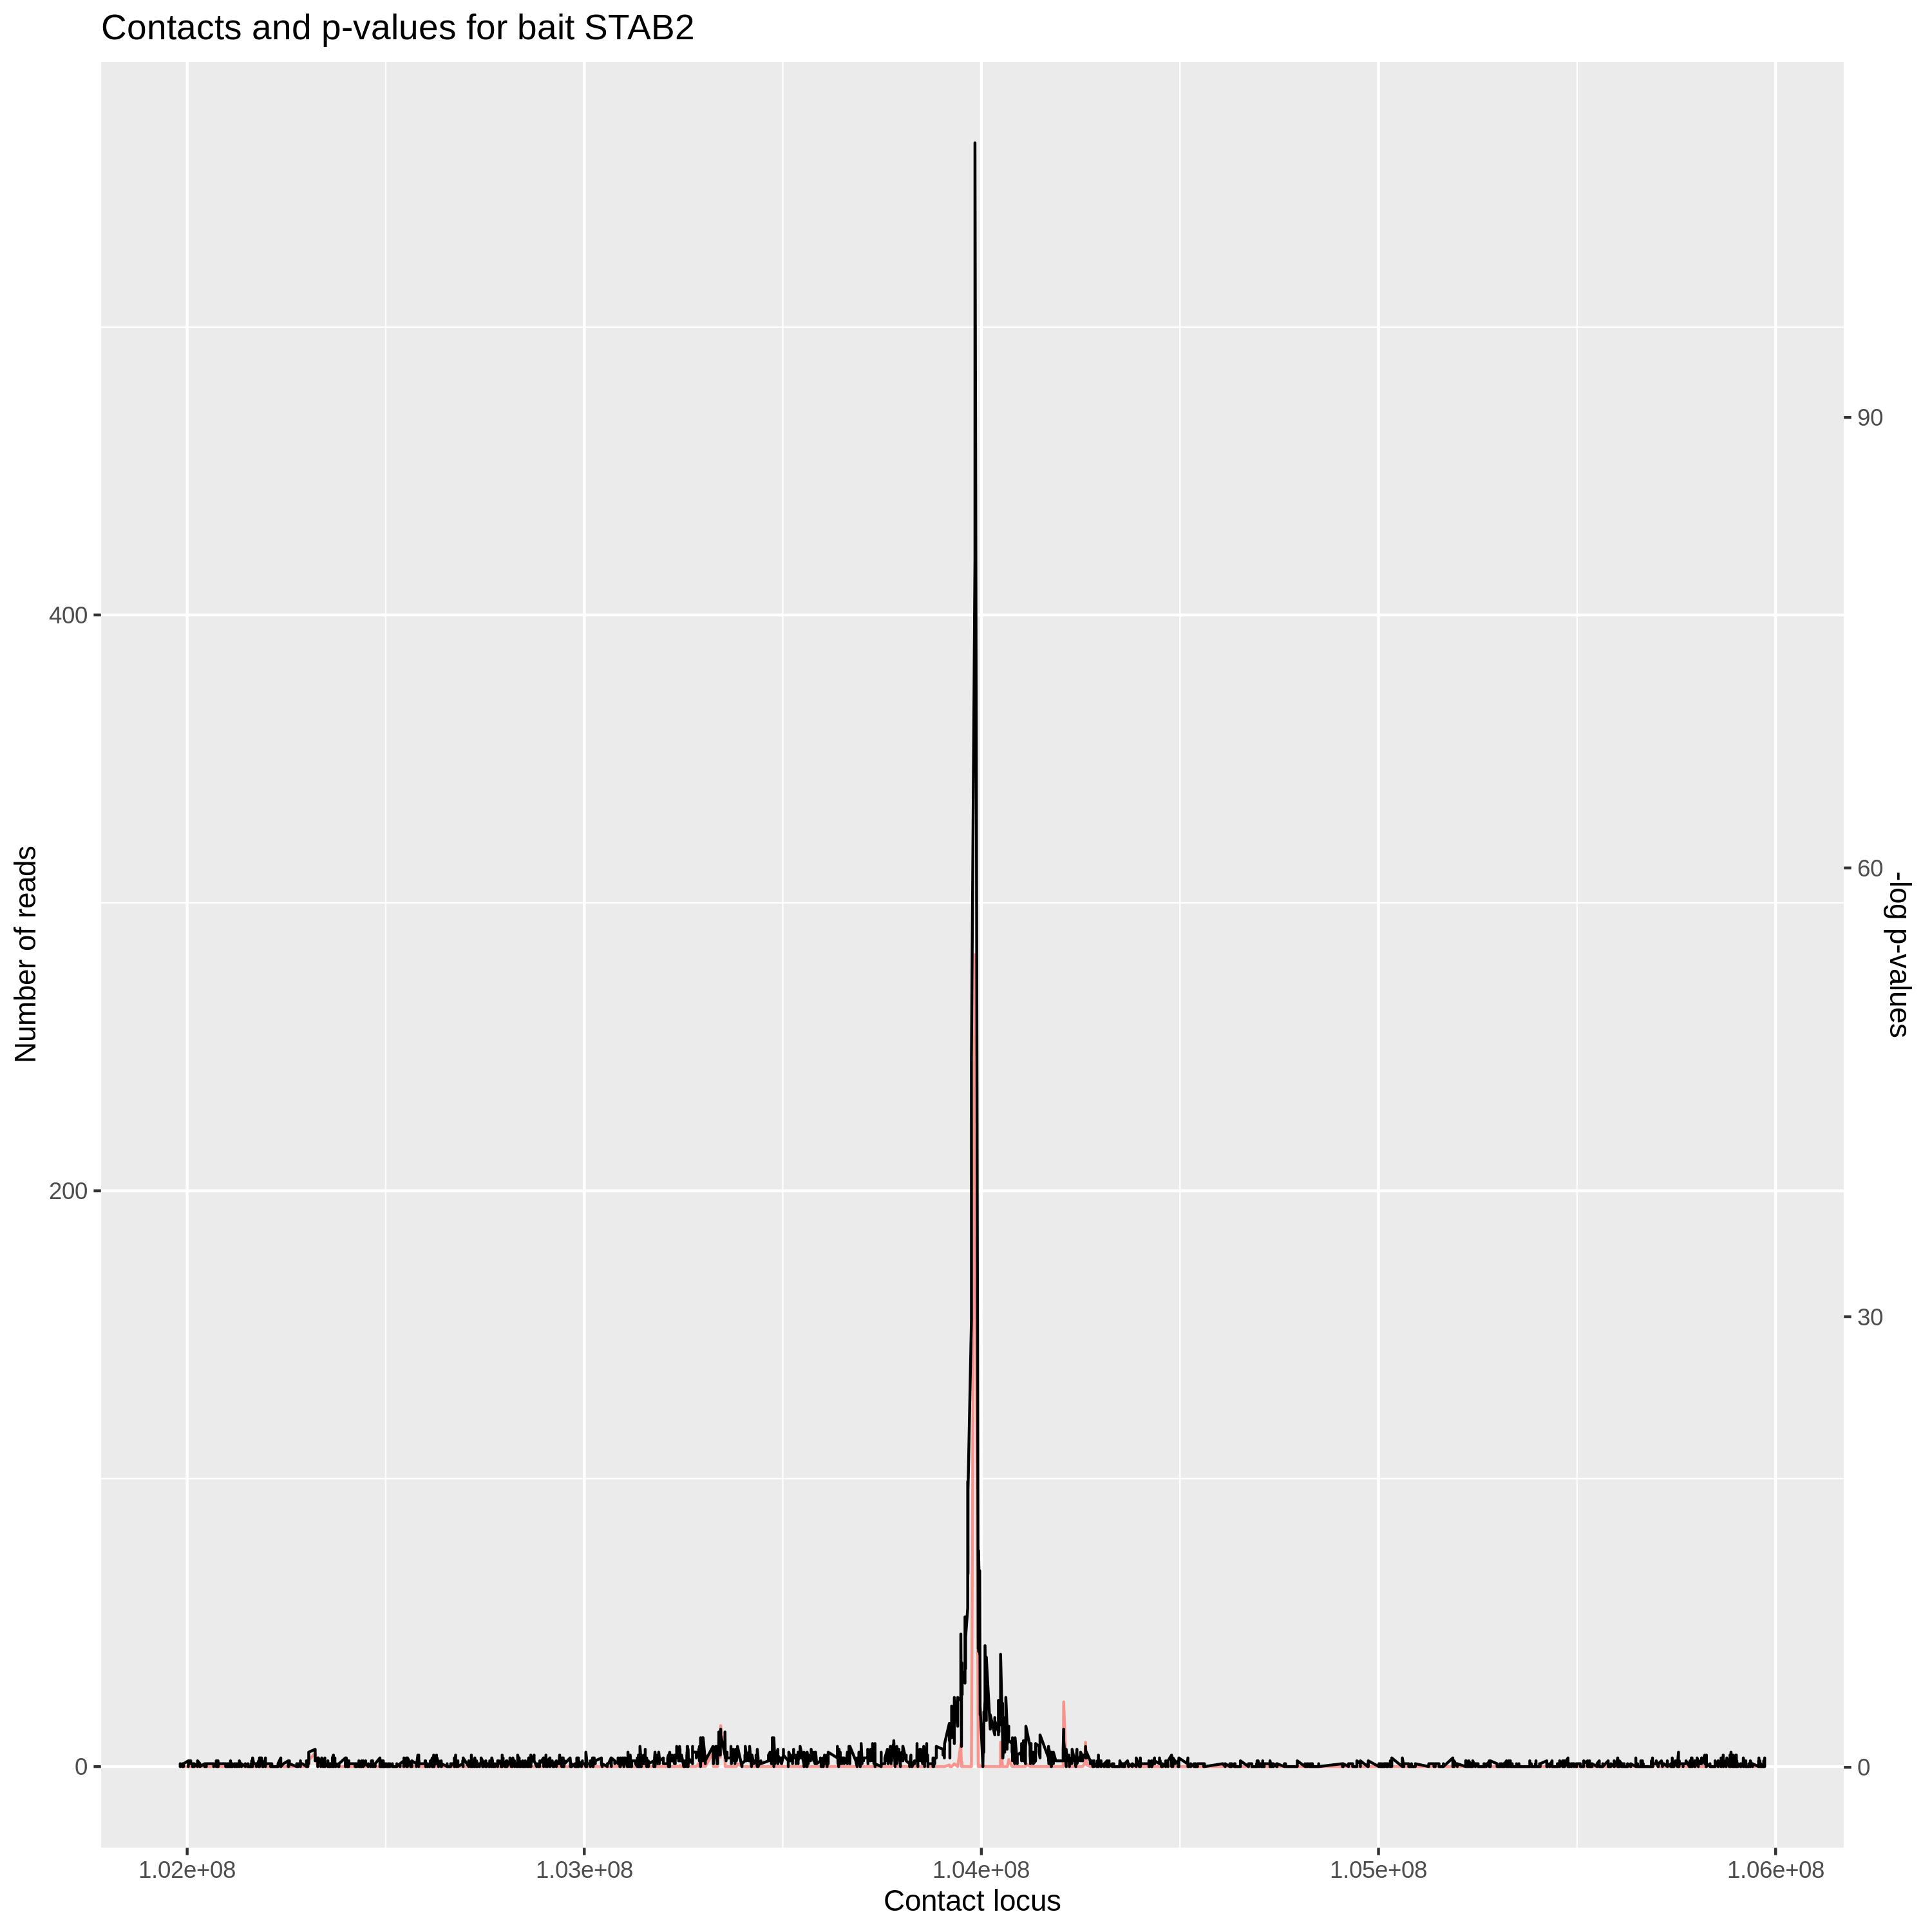 Contacts and p-values for bait STAB2
Number of reads
400
200
0
90
60
30
0
-log p-values
1.02e+08
1.03e+08
1.04e+08
1.05e+08
1.06e+08
Contact locus